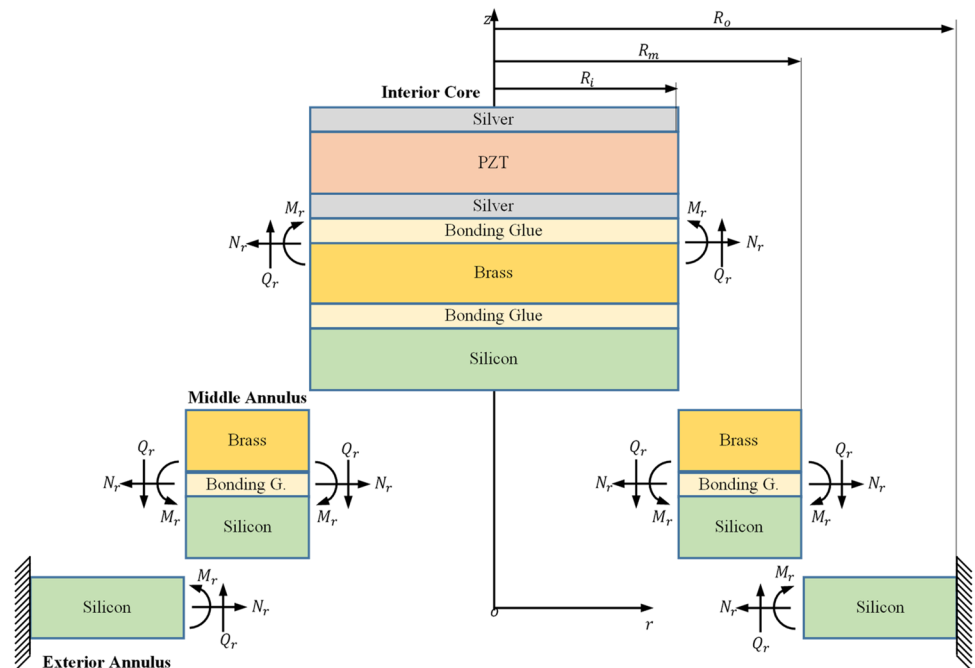 z
R_o
R_m
R_i
Interior Core
Silver
PZT
Silver
M_r
M_r
Bonding Glue
N_r
N_r
Brass
Q_r
Q_r
Bonding Glue
Silicon
Middle Annulus
Brass
Brass
Q_r
Q_r
Q_r
Q_r
N_r
Bonding G.
N_r
N_r
Bonding G.
N_r
M_r
M_r
M_r
M_r
Silicon
Silicon
M_r
M_r
Silicon
N_r
N_r
Silicon
o
r
Q_r
Q_r
Exterior Annulus